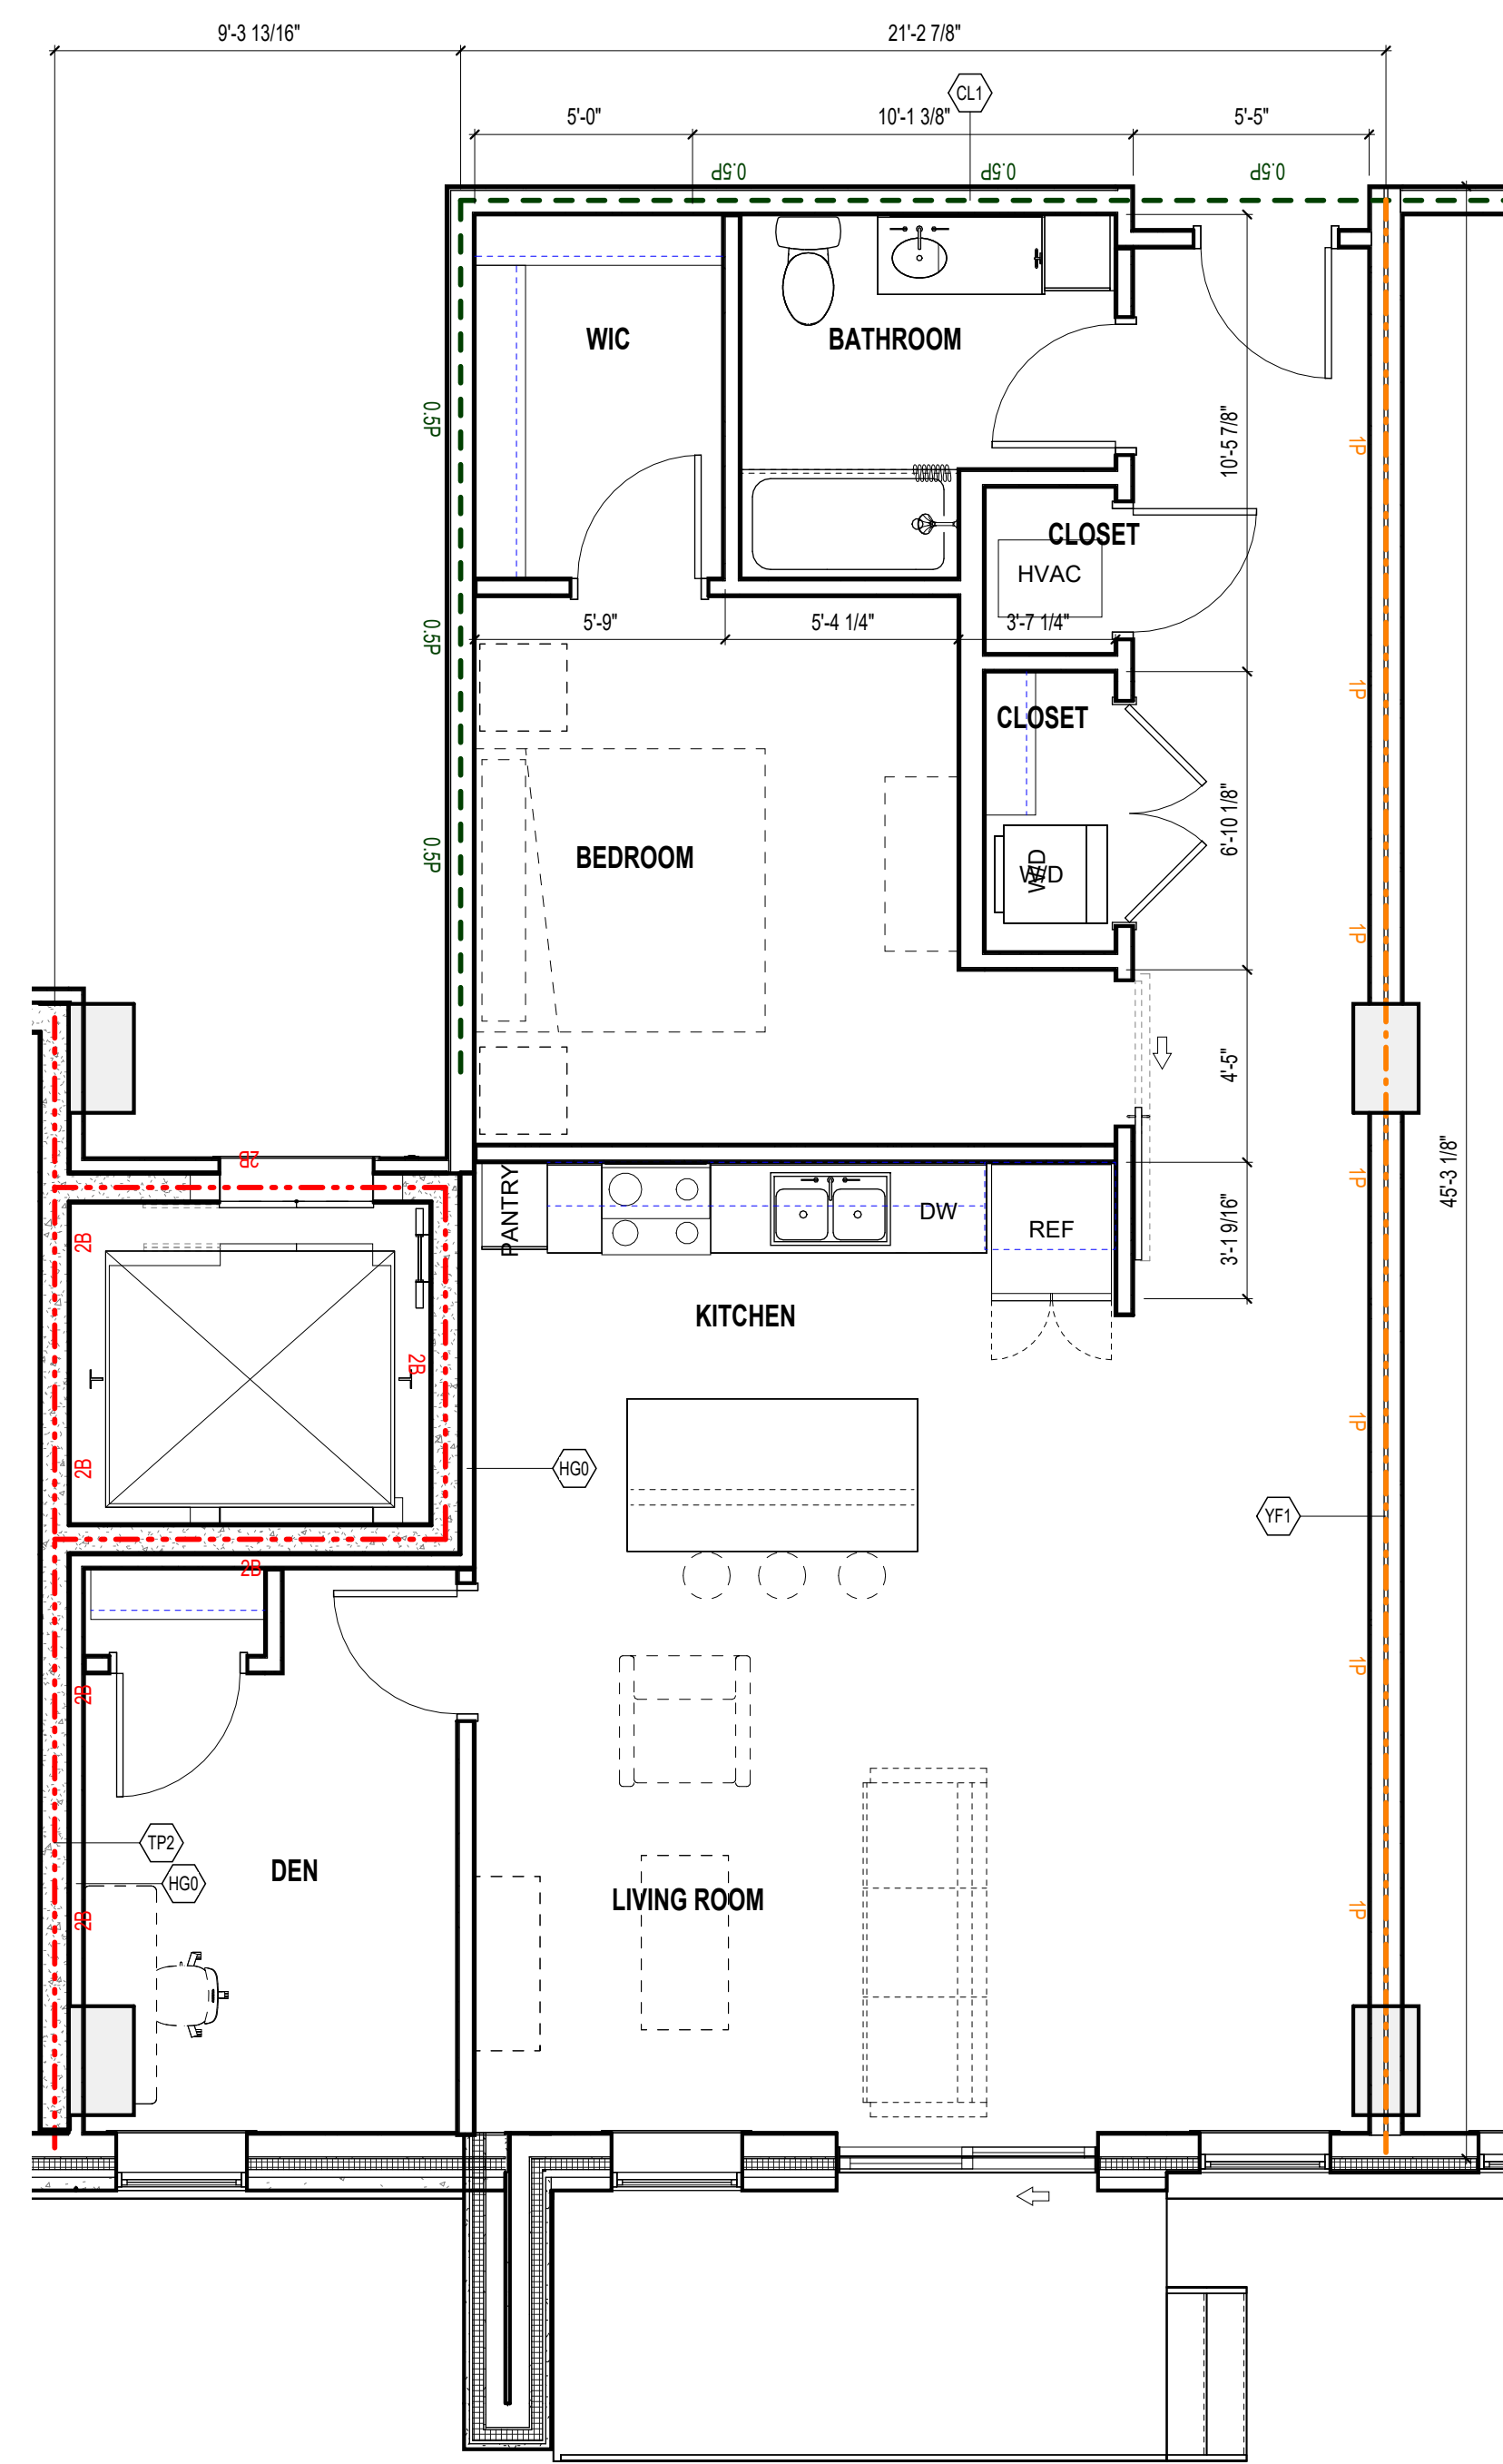 9'-3 13/16"
21'-2 7/8"
CL1
5'-0"
10'-1 3/8"
5'-5"
0.5P
0.5P
0.5P
WIC
BATHROOM
0.5P
10'-5 7/8"
1P
CLOSET
HVAC
5'-9"
5'-4 1/4"
3'-7 1/4"
0.5P
1P
CLOSET
6'-10 1/8"
BEDROOM
0.5P
W/D
W/D
1P
4'-5"
45'-3 1/8"
2B
1P
PANTRY
DW
REF
3'-1 9/16"
2B
KITCHEN
2B
1P
2B
HG0
YF1
2B
1P
2B
TP2
HG0
DEN
LIVING ROOM
2B
1P